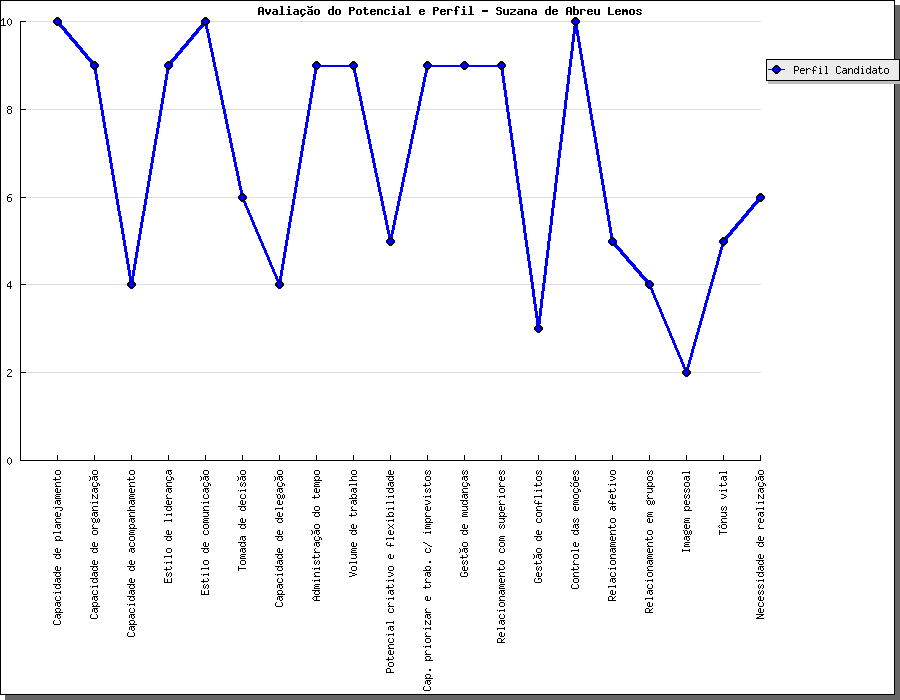 Avaliação do Potencial e Perfil - Suzana de Abreu Lemos
Perfil Candidato
10
8
6
4
2
0
Capacidade de planejamento
Capacidade de organização
Capacidade de acompanhamento
Estilo de liderança
Estilo de comunicação
Tomada de decisão
Capacidade de delegação
Administração do tempo
Volume de trabalho
Potencial criativo e flexibilidade
Cap. priorizar e trab. c/ imprevistos
Gestão de mudanças
Relacionamento com superiores
Gestão de conflitos
Controle das emoções
Relacionamento afetivo
Relacionamento em grupos
Imagem pessoal
Tônus vital
Necessidade de realização